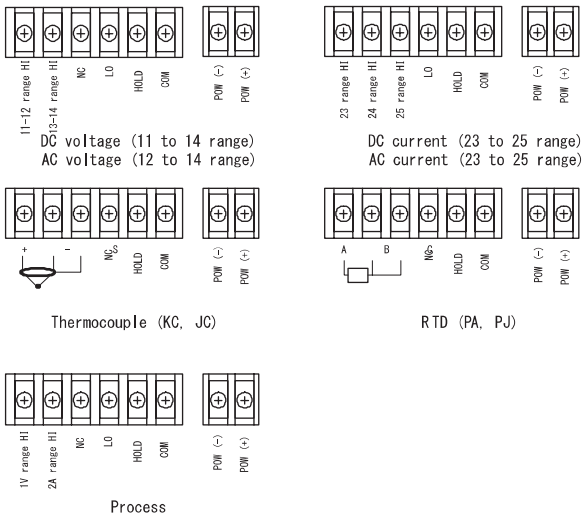 11-12 range HI
13-14 range HI
NC
LO
HOLD
COM
POW (-)
POW (+)
DC voltage (11 to 14 range)
AC voltage (12 to 14 range)
23 range HI
24 range HI
25 range HI
LO
HOLD
COM
POW (-)
POW (+)
DC current (23 to 25 range)
AC current (23 to 25 range)
+
-
NC
S
HOLD
COM
POW (-)
POW (+)
Thermocouple (KC, JC)
A
B
HOLD
COM
POW (-)
POW (+)
RTD (PA, PJ)
1V range HI
2A range HI
NC
LO
HOLD
COM
POW (-)
POW (+)
Process